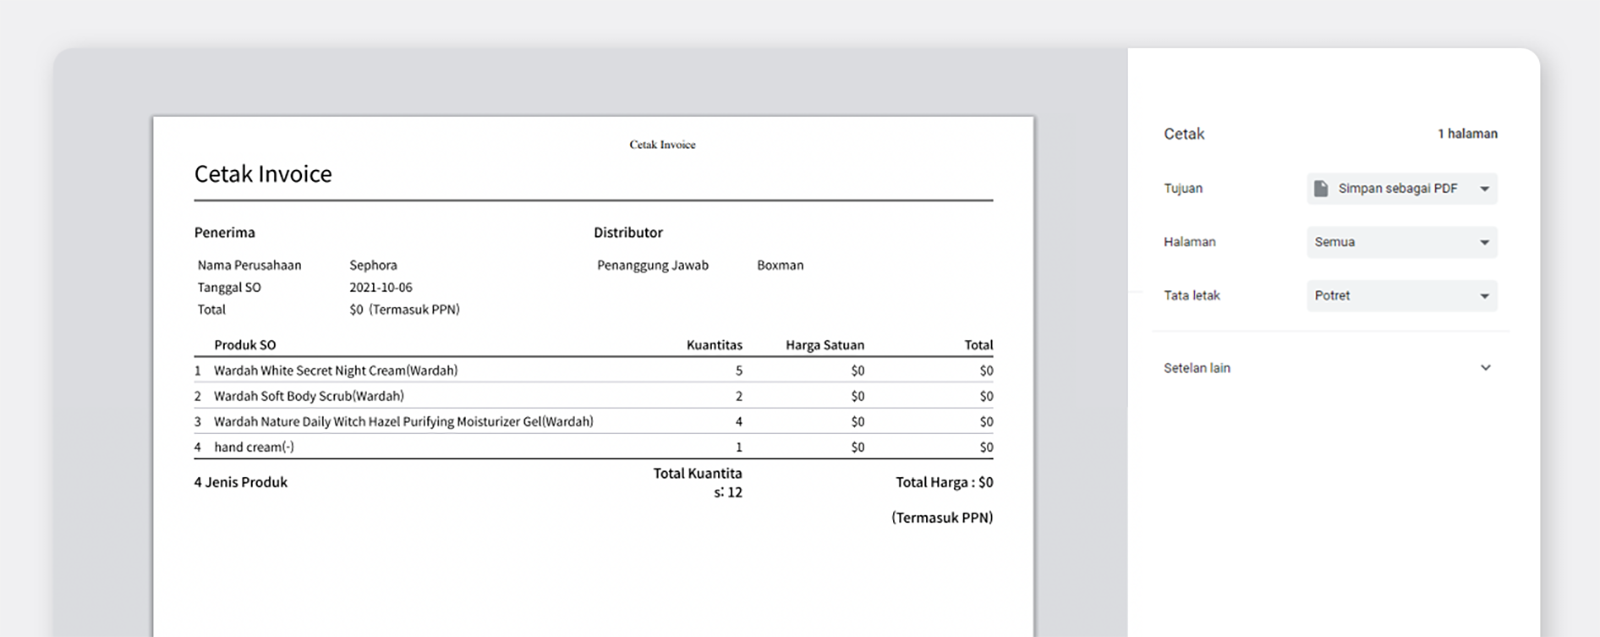 Cetak Invoice
Cetak Invoice
Penerima Distributor
Nama Perusahaan Sephora Penanggung Jawab Boxman
Tanggal SO 2021-10-06
Total $0 (Termasuk PPN)
Produk SO Kuantitas Harga Satuan Total
1 Wardah White Secret Night Cream(Wardah) 5 $0 $0
2 Wardah Soft Body Scrub(Wardah) 2 $0 $0
3 Wardah Nature Daily Witch Hazel Purifying Moisturizer Gel(Wardah) 4 $0 $0
4 hand cream(-) 1 $0 $0
4 Jenis Produk Total Kuantita Total Harga : $0
s: 12
(Termasuk PPN)
Cetak 1 halaman
Tujuan Simpan sebagai PDF
Halaman Semua
Tata letak Potret
Setelan lain